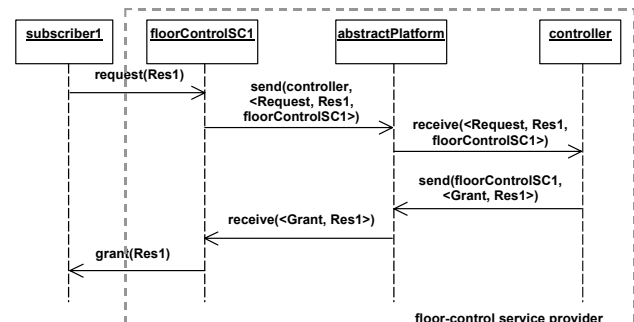 subscriber1
floorControlSC1
abstractPlatform
controller
request(Res1)
send(controller,
<Request, Res1,
floorControlSC1>)
receive(<Request, Res1,
floorControlSC1>)
send(floorControlSC1,
<Grant, Res1>)
receive(<Grant, Res1>)
grant(Res1)
floor-control service provider